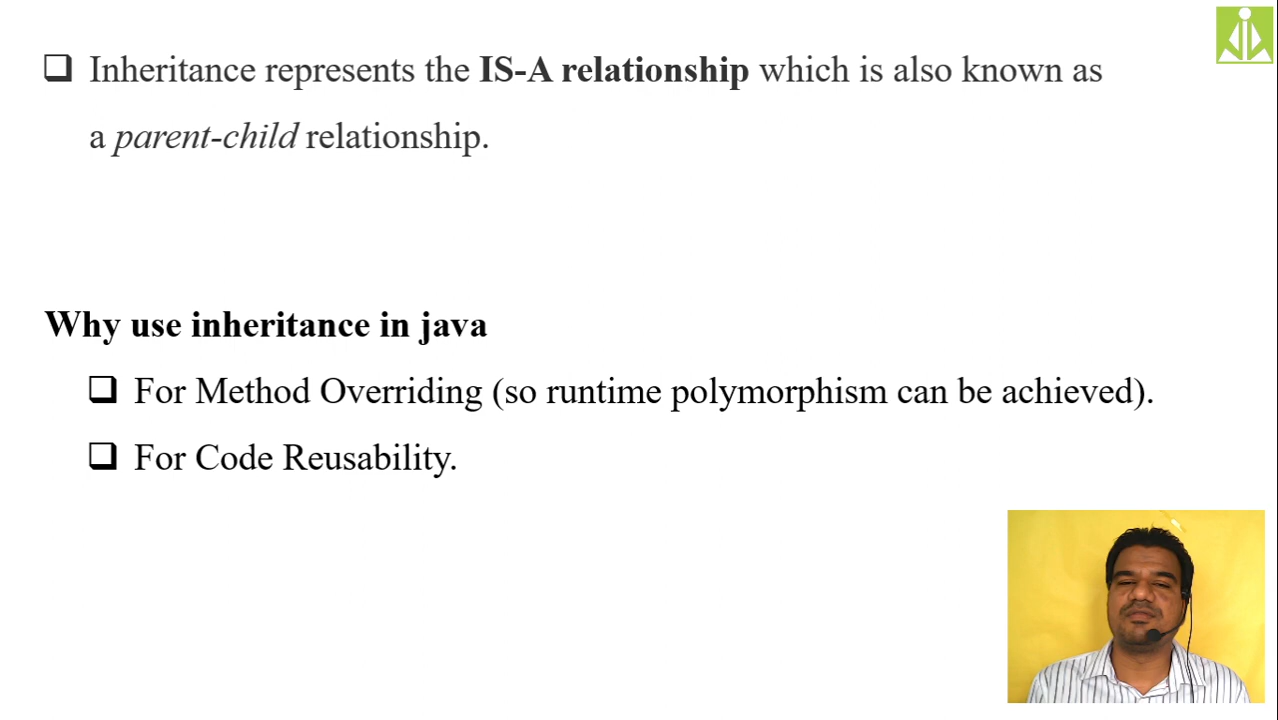 Inheritance represents the IS-A relationship which is also known as
a parent-child relationship.
Why use inheritance in java
For Method Overriding (so runtime polymorphism can be achieved).
For Code Reusability.